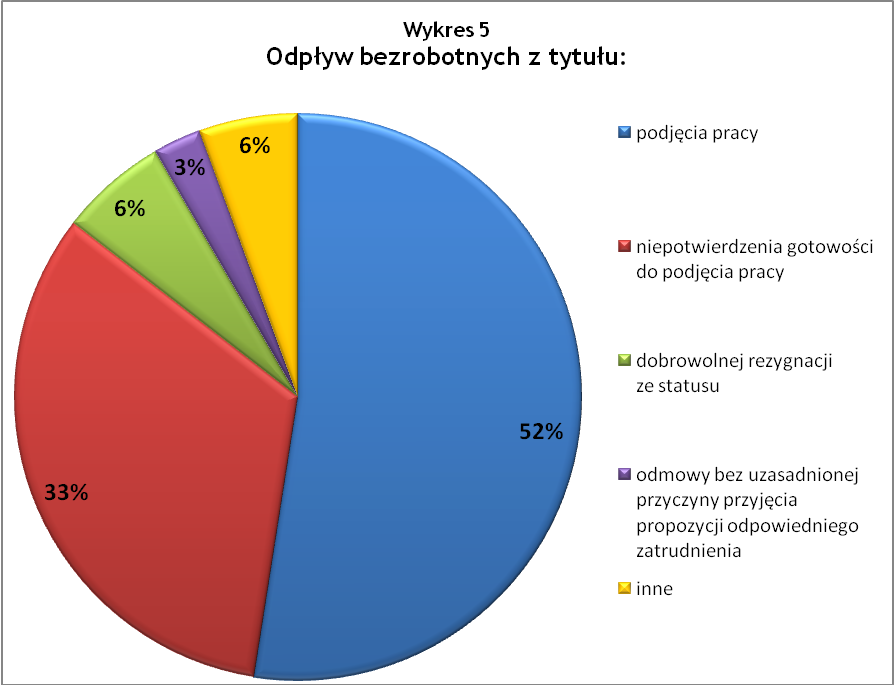 Wykres 5
Odpływ bezrobotnych z tytułu:
6%
3%
6%
52%
33%
podjęcia pracy
niepotwierdzenia gotowości
do podjęcia pracy
dobrowolnej rezygnacji
ze statusu
odmowy bez uzasadnionej
przyczyny przyjęcia
propozycji odpowiedniego
zatrudnienia
inne